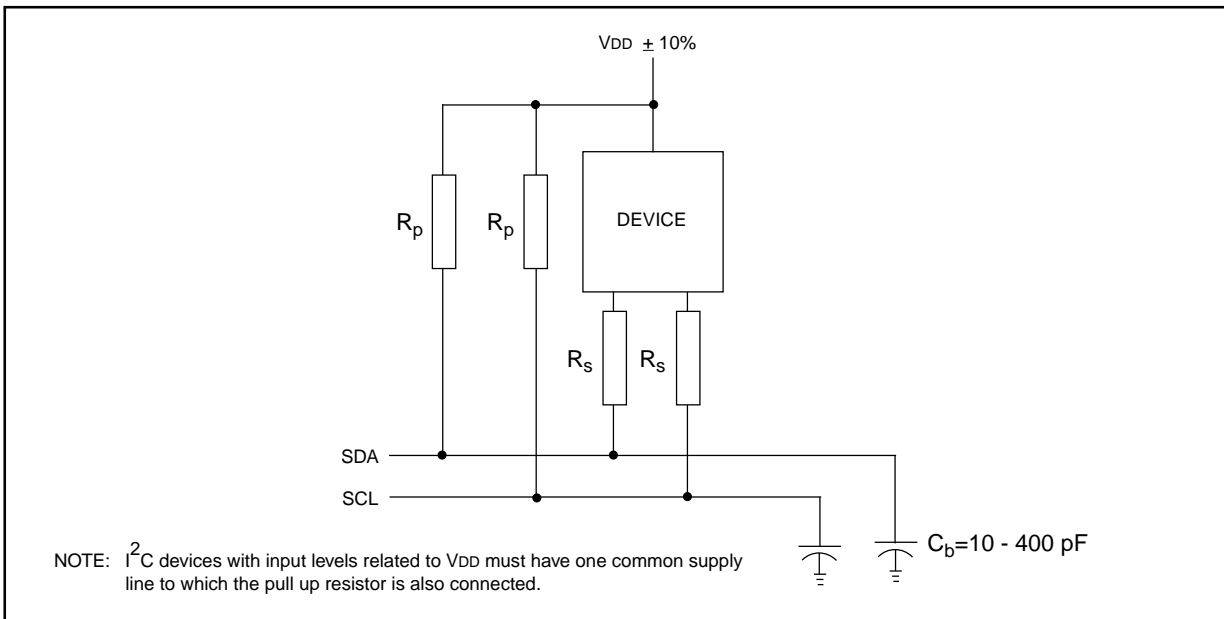 VDD ± 10%
Rp
Rp
DEVICE
Rs
Rs
SDA
SCL
Cb=10 - 400 pF
NOTE: I2C devices with input levels related to VDD must have one common supply
line to which the pull up resistor is also connected.